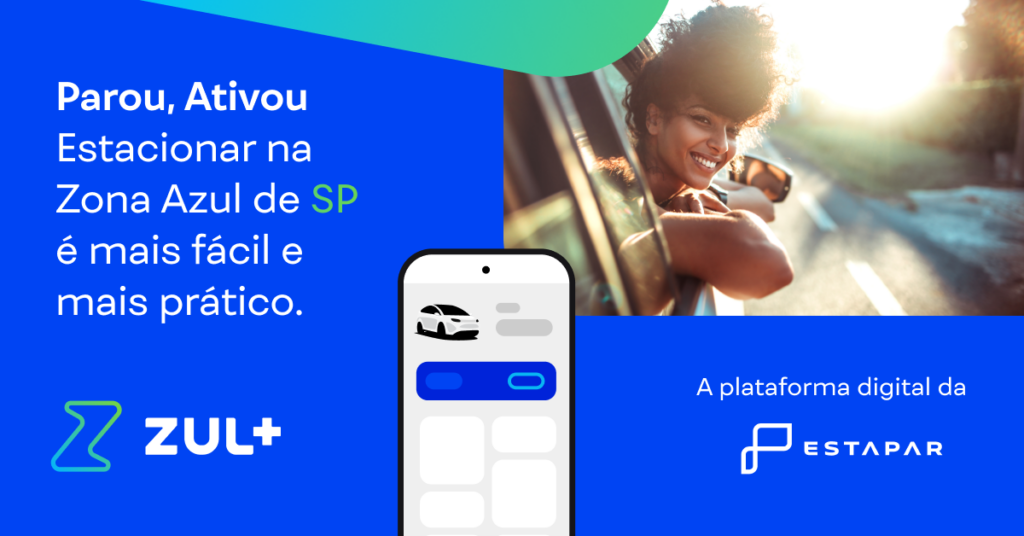 Parou, Ativou
Estacionar na
Zona Azul de SP
é mais fácil e
mais prático.
ZUL+
A plataforma digital da
ESTAPAR